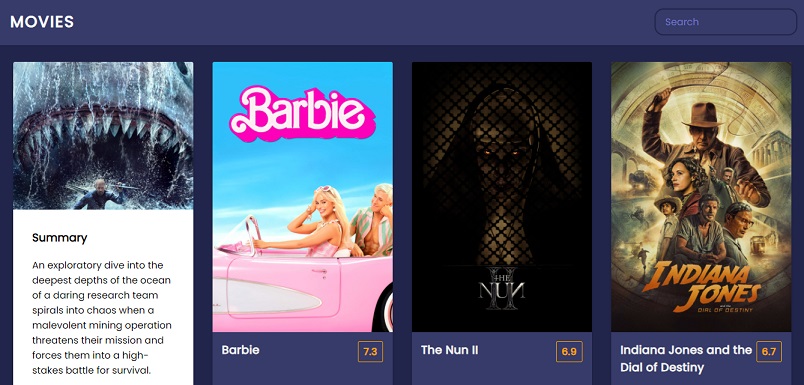 MOVIES
Search
Summary
An exploratory dive into the
deepest depths of the ocean
of a daring research team
spirals into chaos when a
malevolent mining operation
threatens their mission and
forces them into a high-
stakes battle for survival.
Barbie
Barbie
7.3
THE
NUN
II
The Nun II
6.9
INDIANA
JONES
AND THE
DIAL OF DESTINY
Indiana Jones and the
Dial of Destiny
6.7